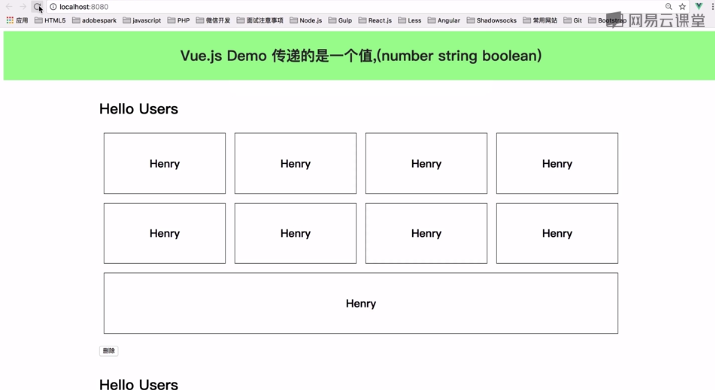 localhost:8080
应用 HTML5 adobespark javascript PHP 微信开发 面试注意事项 Node.js Gulp React.js Less Angular Shadowsocks 常用网站 Git Bootstrap
网易云课堂
Vue.js Demo 传递的是一个值,(number string boolean)
Hello Users
Henry Henry Henry Henry
Henry Henry Henry Henry
Henry
删除
Hello Users